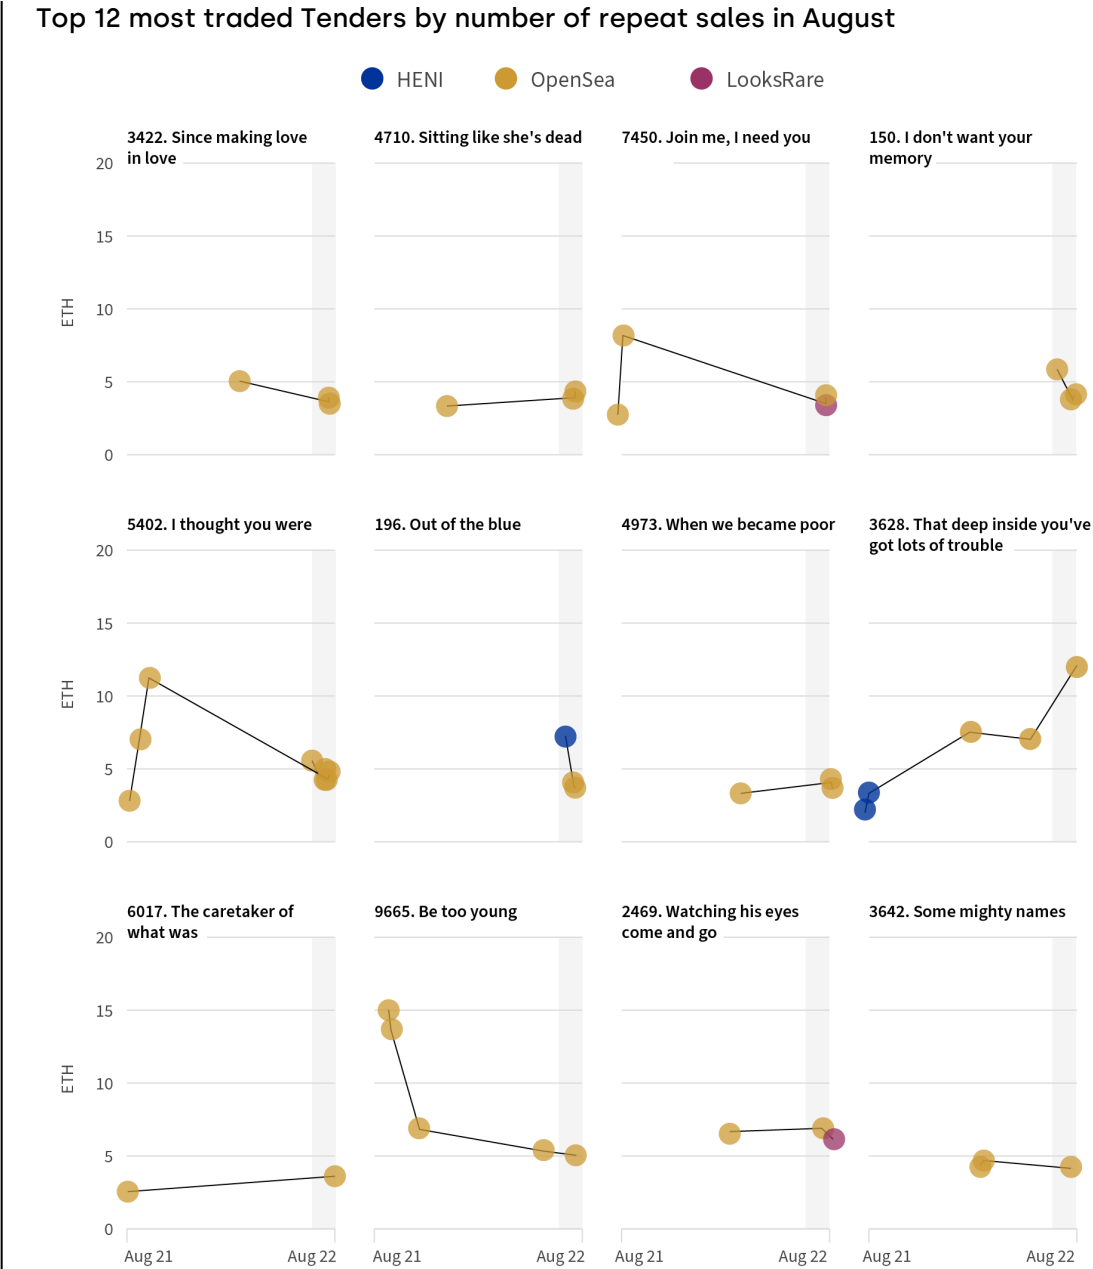 Top 12 most traded Tenders by number of repeat sales in August
HENI OpenSea LooksRare
3422. Since making love
in love
4710. Sitting like she's dead
7450. Join me, I need you
150. I don't want your
memory
20
15
10
5
0
ETH
5402. I thought you were
196. Out of the blue
4973. When we became poor
3628. That deep inside you've
got lots of trouble
20
15
10
5
0
ETH
6017. The caretaker of
what was
9665. Be too young
2469. Watching his eyes
come and go
3642. Some mighty names
20
15
10
5
0
ETH
Aug 21 Aug 22 Aug 21 Aug 22 Aug 21 Aug 22 Aug 21 Aug 22